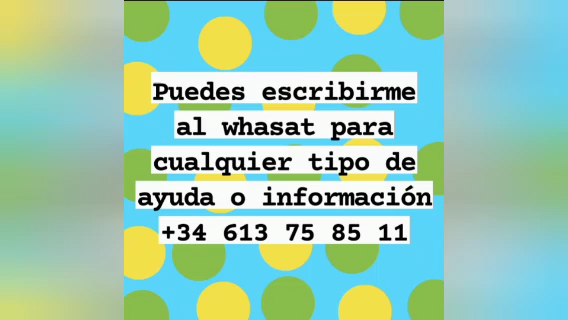 Puedes escribirme
al whasat para
cualquier tipo de
ayuda o información
+34 613 75 85 11